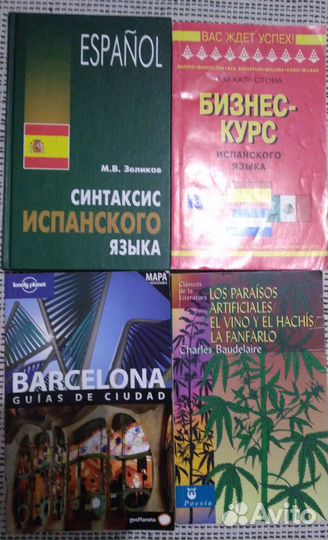 ESPAÑOL
М.В. Зеликов
СИНТАКСИС
ИСПАНСКОГО
ЯЗЫКА
ВАС ЖДЕТ УСПЕХ!
БИЗНЕС-
КУРС
ИСПАНСКОГО
ЯЗЫКА
lonely planet
MAPA
BARCELONA
GUÍAS DE CIUDAD
geoPlaneta
Clásicos de la
Literatura
LOS PARAÍSOS
ARTIFICIALES/
EL VINO Y EL HACHÍS/
LA FANFARLO
Charles Baudelaire
Poesía
Avito